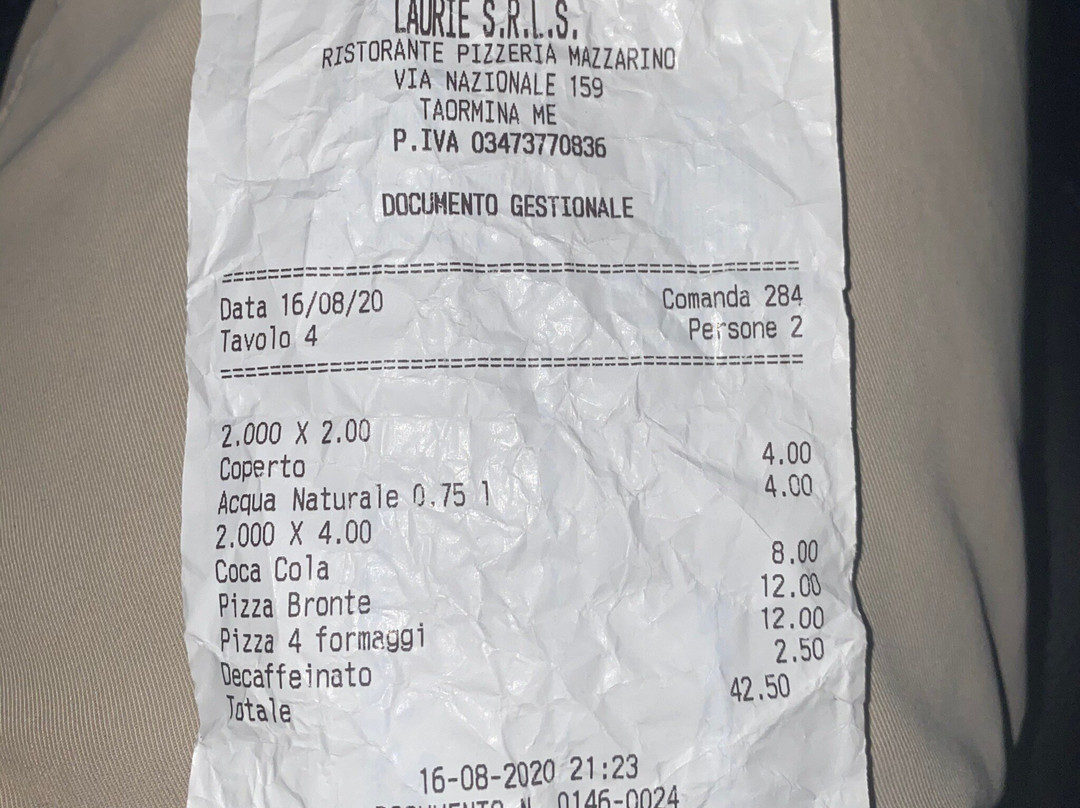 LAURIE S.R.L.S.
RISTORANTE PIZZERIA MAZZARINO
VIA NAZIONALE 159
TAORMINA ME
P.IVA 03473770836
DOCUMENTO GESTIONALE
==================================================
Data 16/08/20 Comanda 284
Tavolo 4 Persone 2
==================================================
2.000 X 2.00
Coperto 4.00
Acqua Naturale 0.75 l 4.00
2.000 X 4.00
Coca Cola 8.00
Pizza Bronte 12.00
Pizza 4 formaggi 12.00
Decaffeinato 2.50
Totale 42.50
16-08-2020 21:23
DOCUMENTO N. 0146-0024